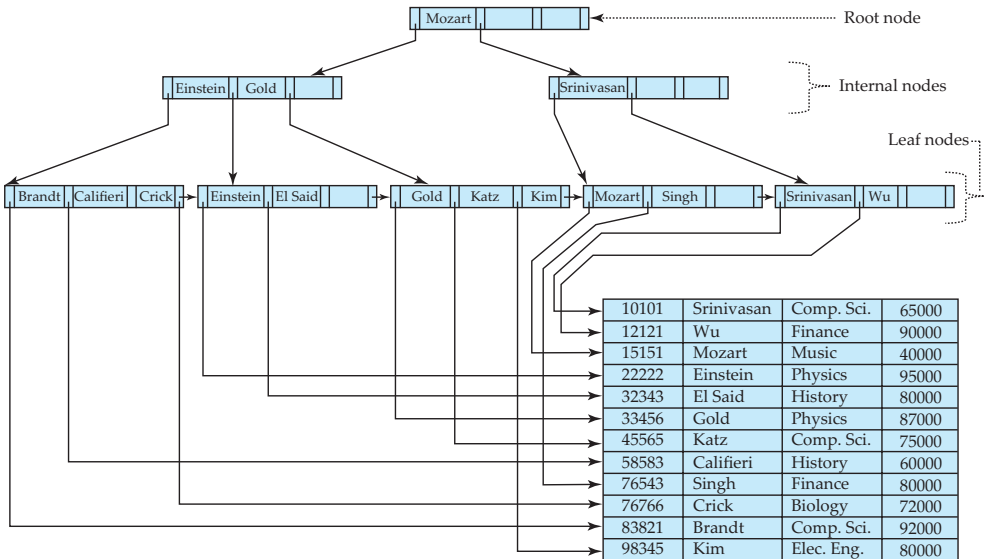 Mozart
Root node
Einstein Gold
Srinivasan
Internal nodes
Leaf nodes
Brandt Califieri Crick
Einstein El Said
Gold Katz Kim
Mozart Singh
Srinivasan Wu
10101 Srinivasan Comp. Sci. 65000
12121 Wu Finance 90000
15151 Mozart Music 40000
22222 Einstein Physics 95000
32343 El Said History 80000
33456 Gold Physics 87000
45565 Katz Comp. Sci. 75000
58583 Califieri History 60000
76543 Singh Finance 80000
76766 Crick Biology 72000
83821 Brandt Comp. Sci. 92000
98345 Kim Elec. Eng. 80000